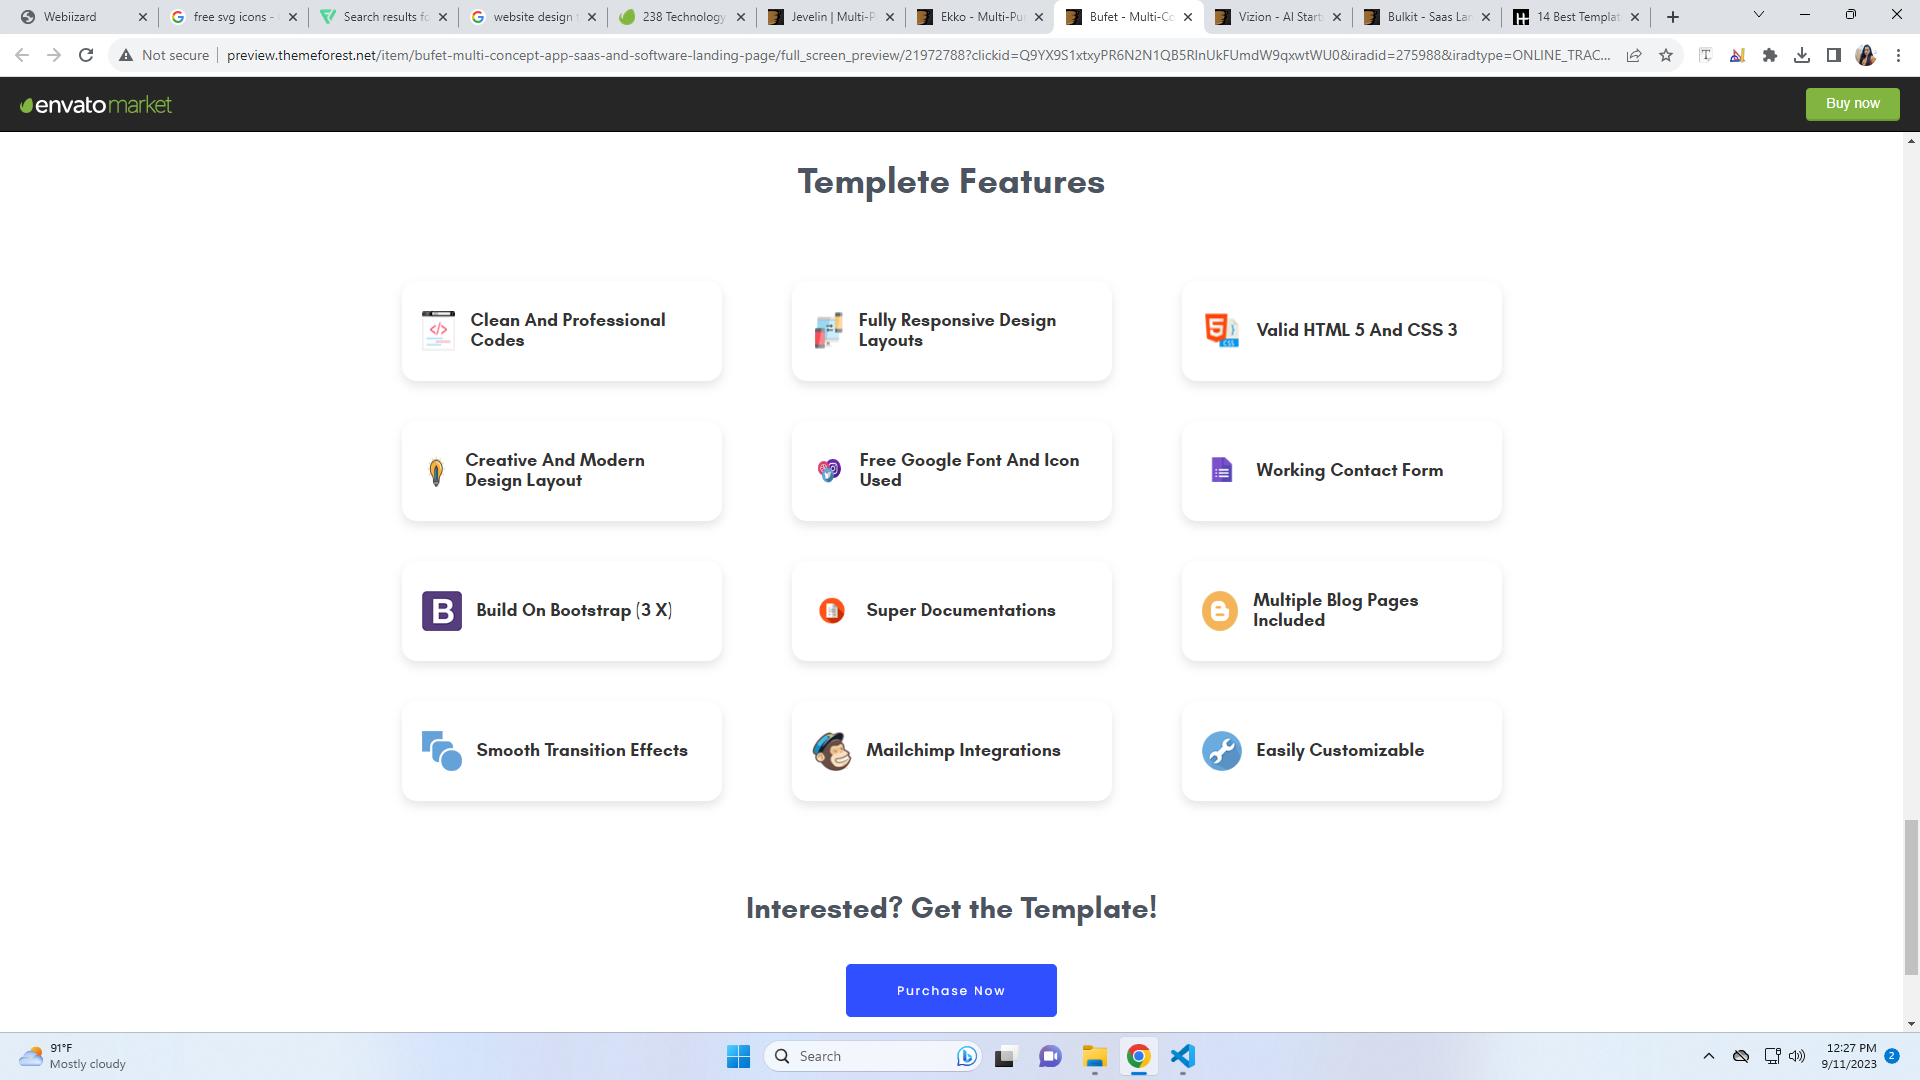 Webiizard
free svg icons -
Search results fo
website design t
238 Technology
Jevelin | Multi-P
Ekko - Multi-Pur
Bufet - Multi-Co
Vizion - AI Start
Bulkit - Saas Lan
14 Best Templat
Not secure
preview.themeforest.net/item/bufet-multi-concept-app-saas-and-software-landing-page/full_screen_preview/21972788?clickid=Q9YX9S1xtxyPR6N2N1QB5RlnUkFUmdW9qxwtWU0&iradid=275988&iradtype=ONLINE_TRAC...
envato market
Buy now
Templete Features
Clean And Professional
Codes
Fully Responsive Design
Layouts
Valid HTML 5 And CSS 3
Creative And Modern
Design Layout
Free Google Font And Icon
Used
Working Contact Form
Build On Bootstrap (3 X)
Super Documentations
Multiple Blog Pages
Included
Smooth Transition Effects
Mailchimp Integrations
Easily Customizable
Interested? Get the Template!
Purchase Now
91°F
Mostly cloudy
Search
12:27 PM
9/11/2023
2